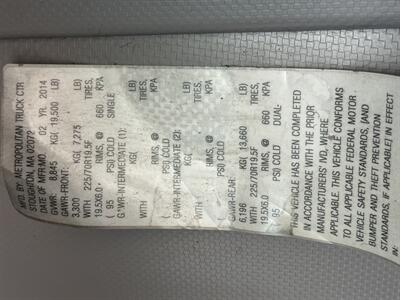 MFD. BY: METROPOLITAN TRUCK CTR
STOUGHTON, MA 02072
DATE OF MFR:MO. 02 YR. 2014
GVWR: 8,845 KG( 19,500 LB)
GAWR-FRONT:
3,300 KG( 7,275 LB)
WITH 225/70R19.5F TIRES,
19.5X6.0 - RIMS, @ 660 KPA
95 PSI) COLD SINGLE
GAWR-INTERMEDIATE (1):
KG( LB)
WITH TIRES,
RIMS, @ KPA
( PSI) COLD
GAWR-INTERMEDIATE (2):
KG( LB)
WITH TIRES,
RIMS, @ KPA
( PSI) COLD
GAWR-REAR:
6,196 KG( 13,660 LB)
WITH 225/70R19.5F TIRES,
19.5X6.0 RIMS, @ 660 KPA
95 PSI) COLD DUAL
THIS VEHICLE HAS BEEN COMPLETED
IN ACCORDANCE WITH THE PRIOR
MANUFACTURERS' IVD, WHERE
APPLICABLE. THIS VEHICLE CONFORMS
TO ALL APPLICABLE FEDERAL MOTOR
VEHICLE SAFETY STANDARDS, [AND
BUMPER AND THEFT PREVENTION
STANDARDS, IF APPLICABLE] IN EFFECT